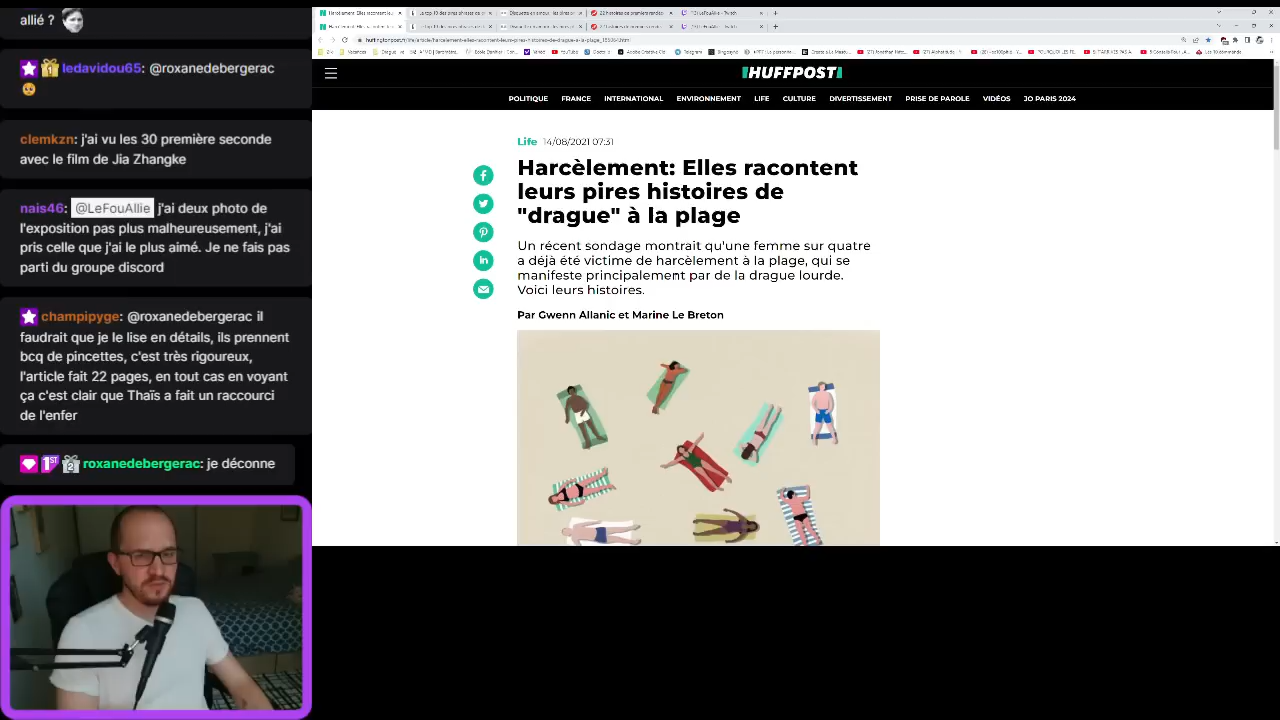 allié ?
ledavidou65: @roxanedebergerac
clemkzn: j'ai vu les 30 première seconde
avec le film de Jia Zhangke
nais46: @LeFouAllie j'ai deux photo de
l'exposition pas plus malheureusement, j'ai
pris celle que j'ai le plus aimé. Je ne fais pas
parti du groupe discord
champipyge: @roxanedebergerac il
faudrait que je le lise en détails, ils prennent
bcq de pincettes, c'est très rigoureux,
l'article fait 22 pages, en tout cas en voyant
ça c'est clair que Thaïs a fait un raccourci
de l'enfer
roxanedebergerac: je déconne
HUFFPOST
POLITIQUE FRANCE INTERNATIONAL ENVIRONNEMENT LIFE CULTURE DIVERTISSEMENT PRISE DE PAROLE VIDÉOS JO PARIS 2024
Life 14/08/2021 07:31
Harcèlement: Elles racontent
leurs pires histoires de
"drague" à la plage
Un récent sondage montrait qu'une femme sur quatre
a déjà été victime de harcèlement à la plage, qui se
manifeste principalement par de la drague lourde.
Voici leurs histoires.
Par Gwenn Allanic et Marine Le Breton